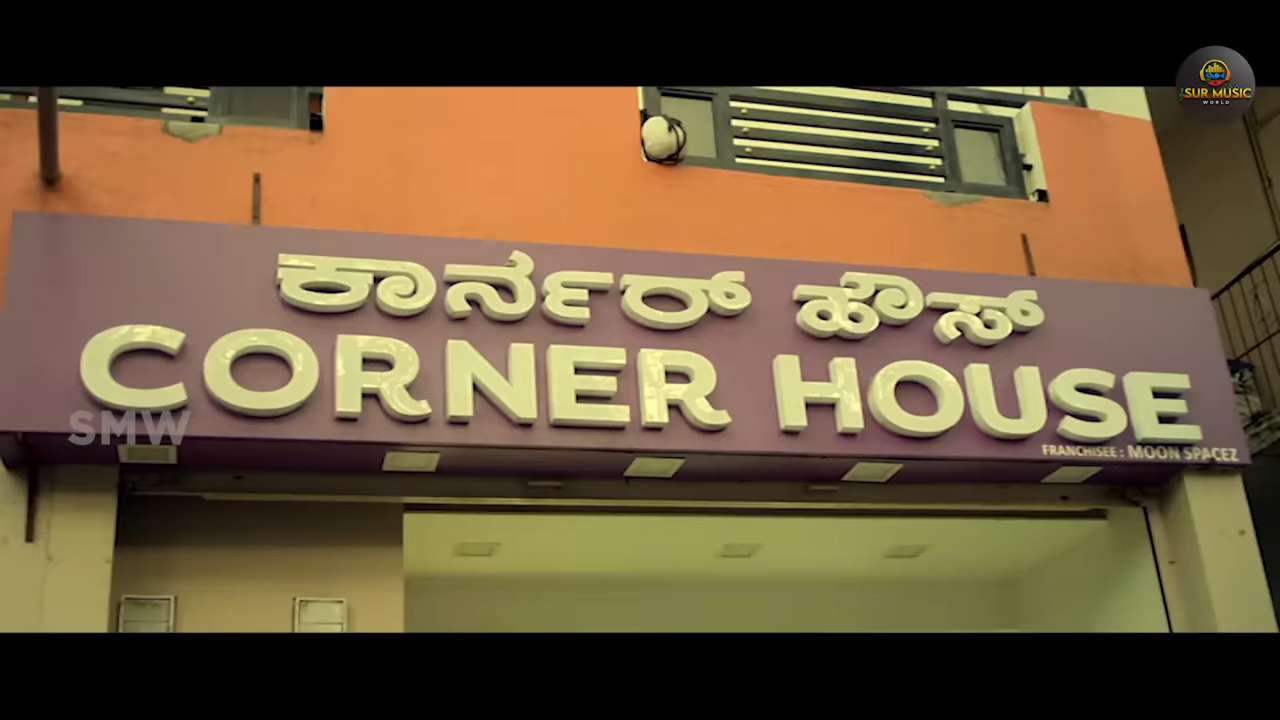 SUR MUSIC
WORLD
ಕಾರ್ನರ್ ಹೌಸ್
CORNER HOUSE
SMW
FRANCHISEE : MOON SPACEZ